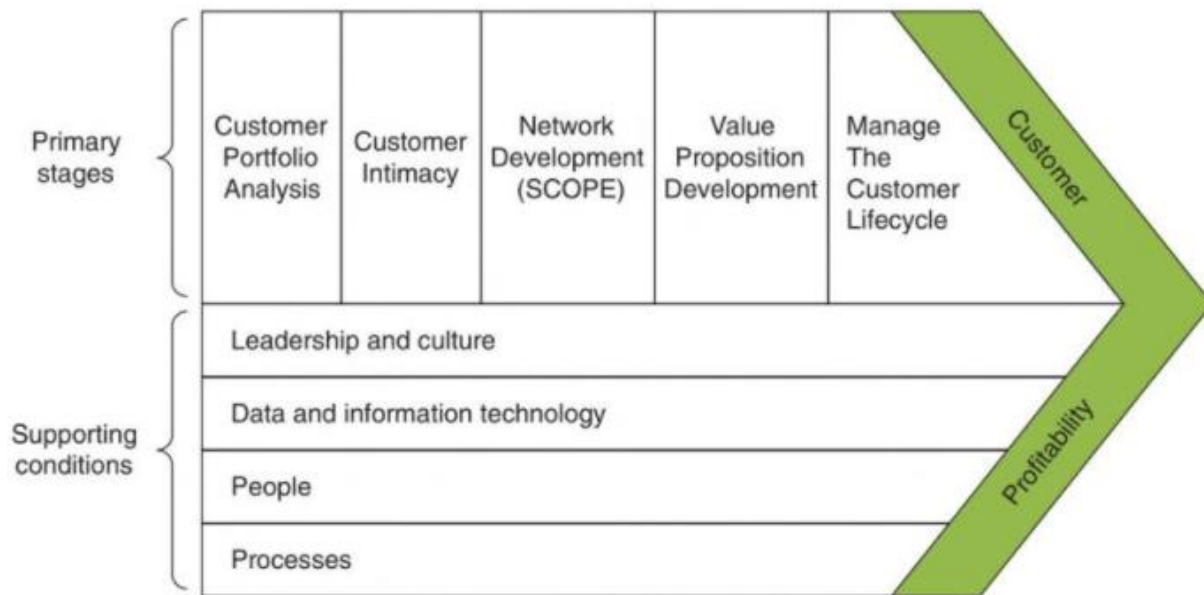 Primary
stages
Customer
Portfolio
Analysis
Customer
Intimacy
Network
Development
(SCOPE)
Value
Proposition
Development
Manage
The
Customer
Lifecycle
Customer
Supporting
conditions
Leadership and culture
Data and information technology
People
Processes
Profitability